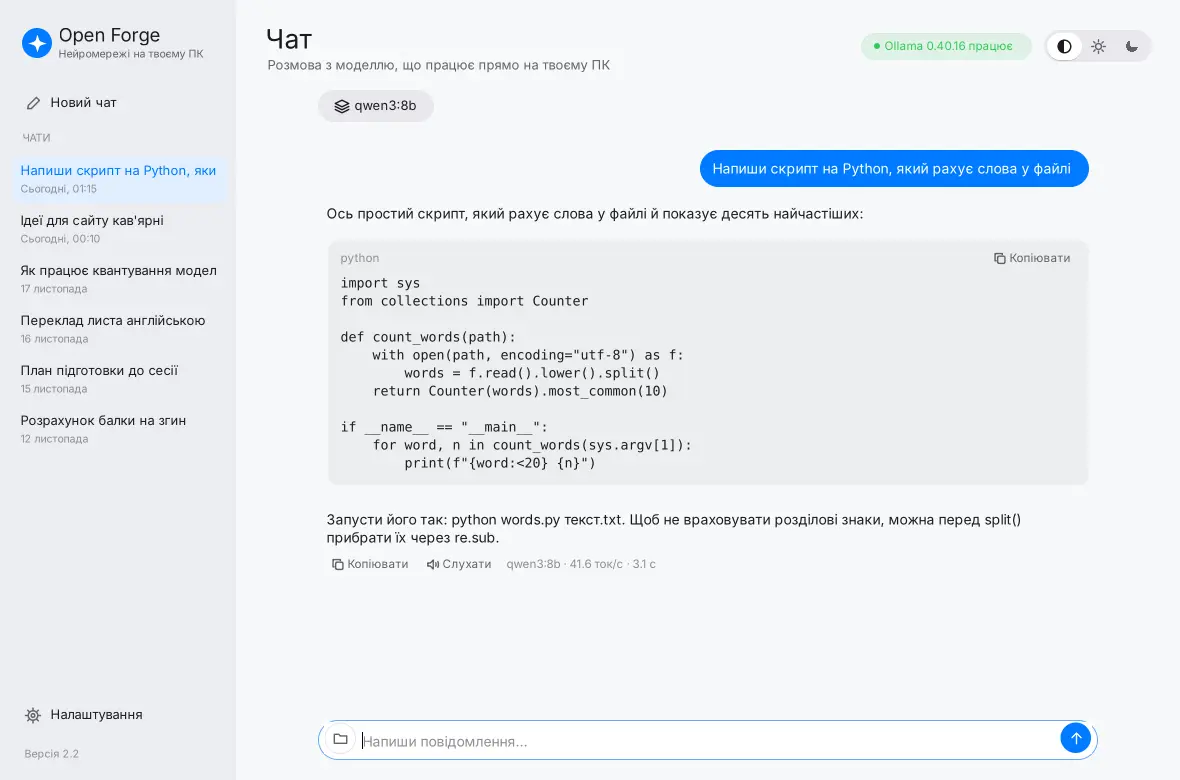 Open Forge
Нейромережі на твоєму ПК
Новий чат
ЧАТИ
Напиши скрипт на Python, яки
Сьогодні, 01:15
Ідеї для сайту кав'ярні
Сьогодні, 00:10
Як працює квантування модел
17 листопада
Переклад листа англійською
16 листопада
План підготовки до сесії
15 листопада
Розрахунок балки на згин
12 листопада
Налаштування
Версія 2.2
Чат
Розмова з моделлю, що працює прямо на твоєму ПК
Ollama 0.40.16 працює
qwen3:8b
Напиши скрипт на Python, який рахує слова у файлі
Ось простий скрипт, який рахує слова у файлі й показує десять найчастіших:
python
Копіювати
import sys
from collections import Counter
def count_words(path):
    with open(path, encoding="utf-8") as f:
        words = f.read().lower().split()
    return Counter(words).most_common(10)
if __name__ == "__main__":
    for word, n in count_words(sys.argv[1]):
        print(f"{word:<20} {n}")
Запусти його так: python words.py текст.txt. Щоб не враховувати розділові знаки, можна перед split()
прибрати їх через re.sub.
Копіювати Слухати qwen3:8b · 41.6 ток/с · 3.1 с
Напиши повідомлення...